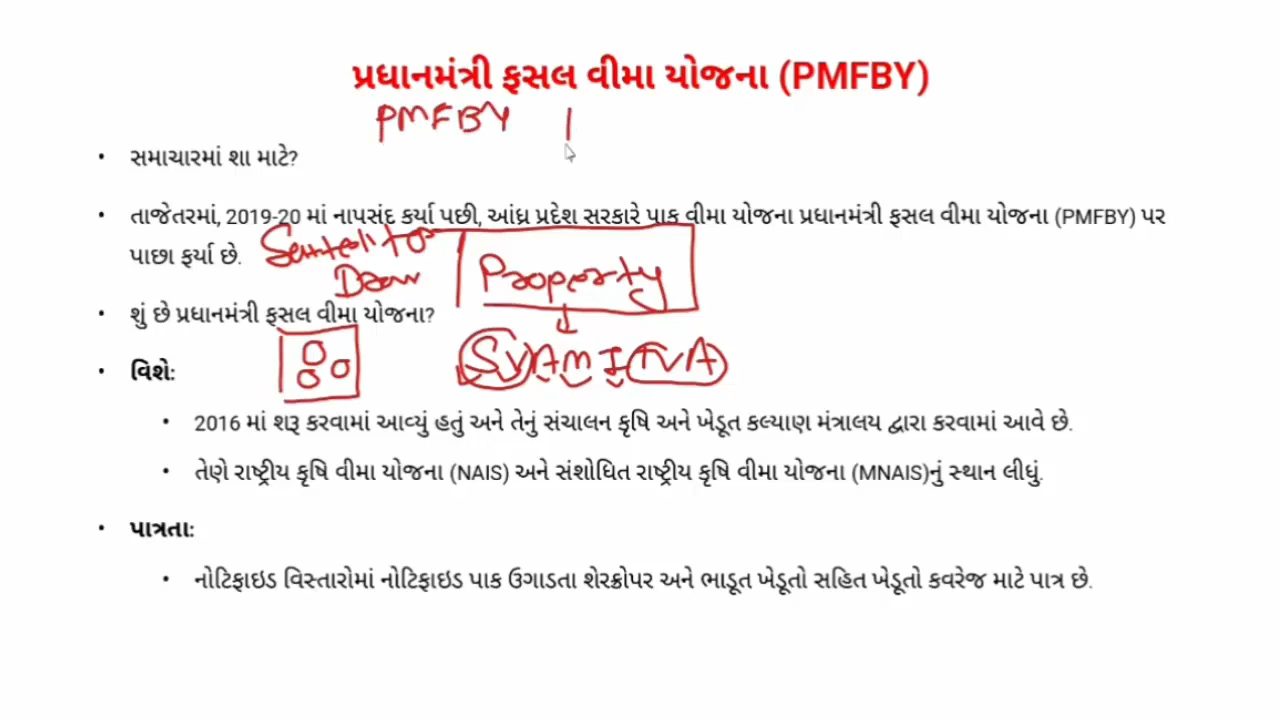 પ્રધાનમંત્રી ફસલ વીમા યોજના (PMFBY)
PMFBY
• સમાચારમાં શા માટે?
• તાજેતરમાં, 2019-20 માં નાપસંદ કર્યા પછી, આંધ્ર પ્રદેશ સરકારે પાક વીમા યોજના પ્રધાનમંત્રી ફસલ વીમા યોજના (PMFBY) પર
પાછા ફર્યા છે.
Property
• શું છે પ્રધાનમંત્રી ફસલ વીમા યોજના?
SVAMITVA
• વિશે:
• 2016 માં શરૂ કરવામાં આવ્યું હતું અને તેનું સંચાલન કૃષિ અને ખેડૂત કલ્યાણ મંત્રાલય દ્વારા કરવામાં આવે છે.
• તેણે રાષ્ટ્રીય કૃષિ વીમા યોજના (NAIS) અને સંશોધિત રાષ્ટ્રીય કૃષિ વીમા યોજના (MNAIS)નું સ્થાન લીધું.
• પાત્રતા:
• નોટિફાઇડ વિસ્તારોમાં નોટિફાઇડ પાક ઉગાડતા શેરક્રોપર અને ભાડૂત ખેડૂતો સહિત ખેડૂતો કવરેજ માટે પાત્ર છે.